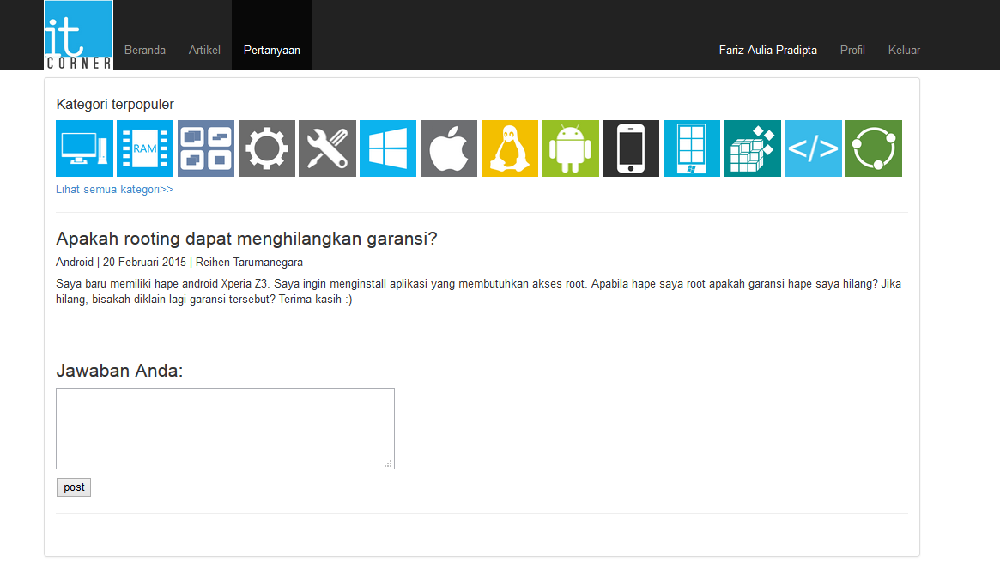 it
CORNER
Beranda Artikel Pertanyaan Fariz Aulia Pradipta Profil Keluar
Kategori terpopuler
RAM </>
Lihat semua kategori>>
Apakah rooting dapat menghilangkan garansi?
Android | 20 Februari 2015 | Reihen Tarumanegara
Saya baru memiliki hape android Xperia Z3. Saya ingin menginstall aplikasi yang membutuhkan akses root. Apabila hape saya root apakah garansi hape saya hilang? Jika
hilang, bisakah diklain lagi garansi tersebut? Terima kasih :)
Jawaban Anda:
post